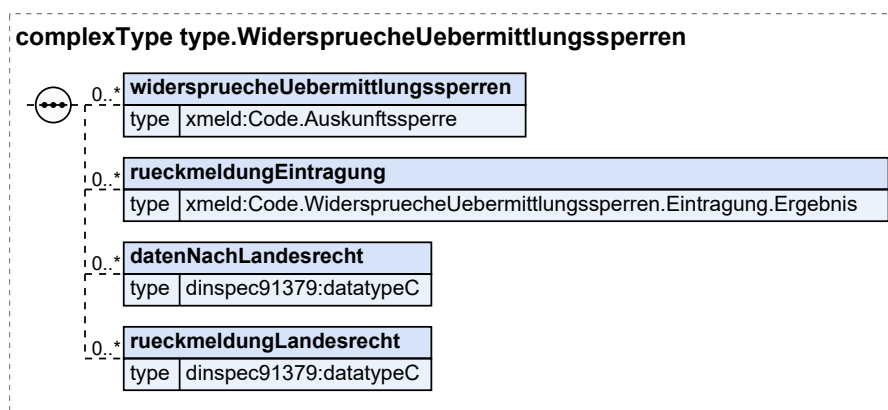 complexType type.WiderspruecheUebermittlungssperren
0..* widerspruecheUebermittlungssperren
type xmeld:Code.Auskunftssperre
0..* rueckmeldungEintragung
type xmeld:Code.WiderspruecheUebermittlungssperren.Eintragung.Ergebnis
0..* datenNachLandesrecht
type dinspec91379:datatypeC
0..* rueckmeldungLandesrecht
type dinspec91379:datatypeC